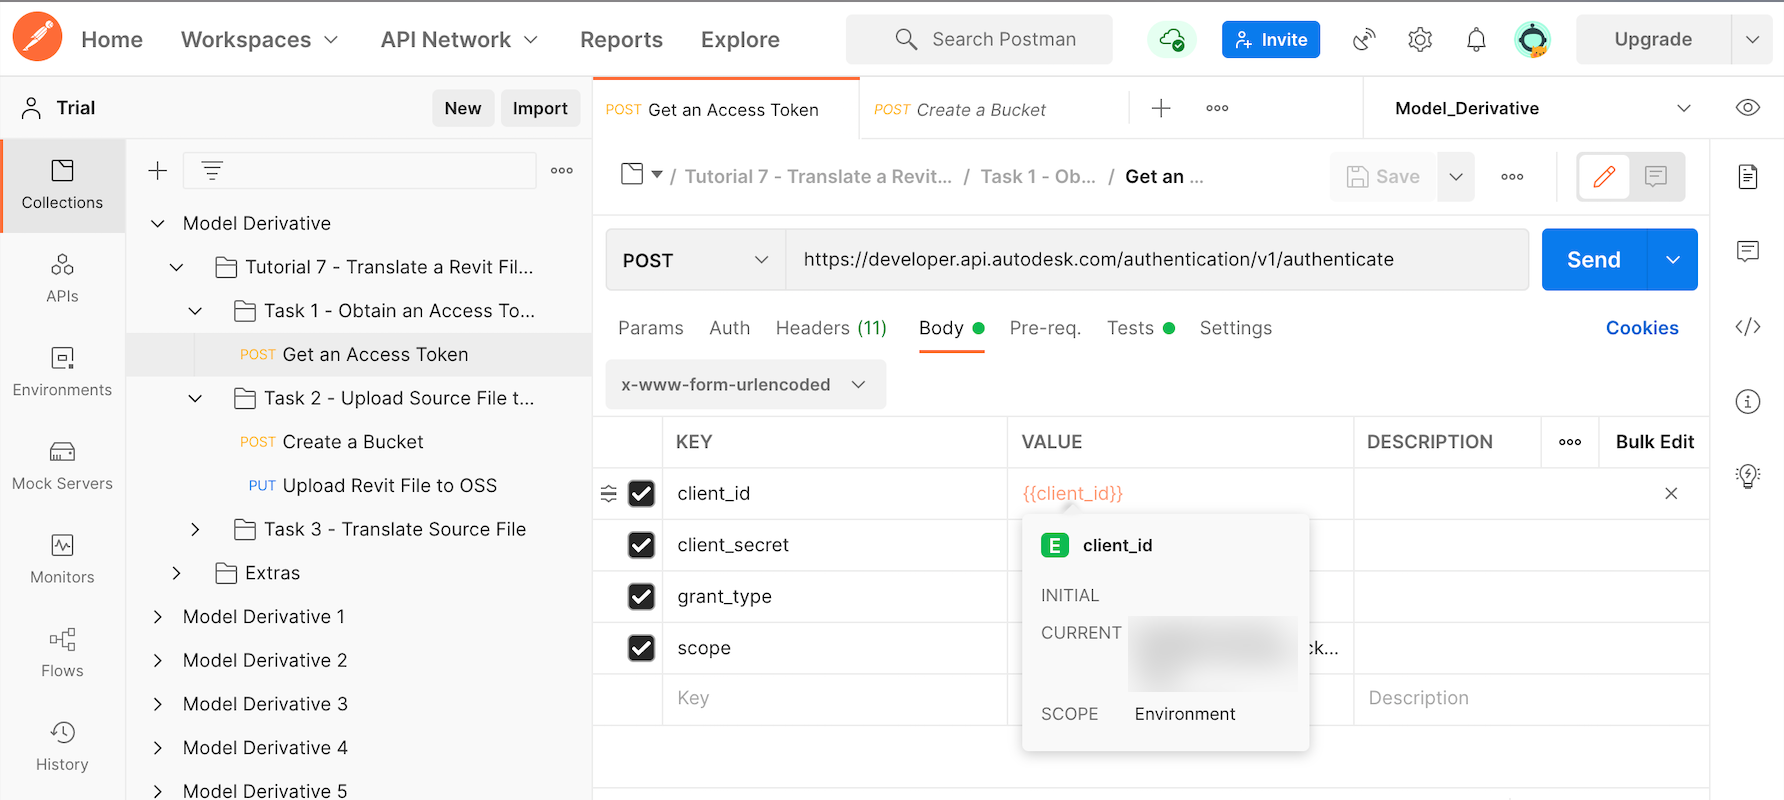 Home
Workspaces
API Network
Reports
Explore
Search Postman
Invite
Upgrade
Trial
New
Import
POST Get an Access Token
POST Create a Bucket
Model_Derivative
Collections
APIs
Environments
Mock Servers
Monitors
Flows
History
Model Derivative
Tutorial 7 - Translate a Revit Fil...
Task 1 - Obtain an Access To...
POST Get an Access Token
Task 2 - Upload Source File t...
POST Create a Bucket
PUT Upload Revit File to OSS
Task 3 - Translate Source File
Extras
Model Derivative 1
Model Derivative 2
Model Derivative 3
Model Derivative 4
Model Derivative 5
/ Tutorial 7 - Translate a Revit... / Task 1 - Ob... / Get an ...
Save
POST
https://developer.api.autodesk.com/authentication/v1/authenticate
Send
Params
Auth
Headers (11)
Body
Pre-req.
Tests
Settings
Cookies
x-www-form-urlencoded
KEY
VALUE
DESCRIPTION
Bulk Edit
client_id
{{client_id}}
client_secret
grant_type
scope
ck...
Key
Description
E client_id
INITIAL
CURRENT
SCOPE Environment